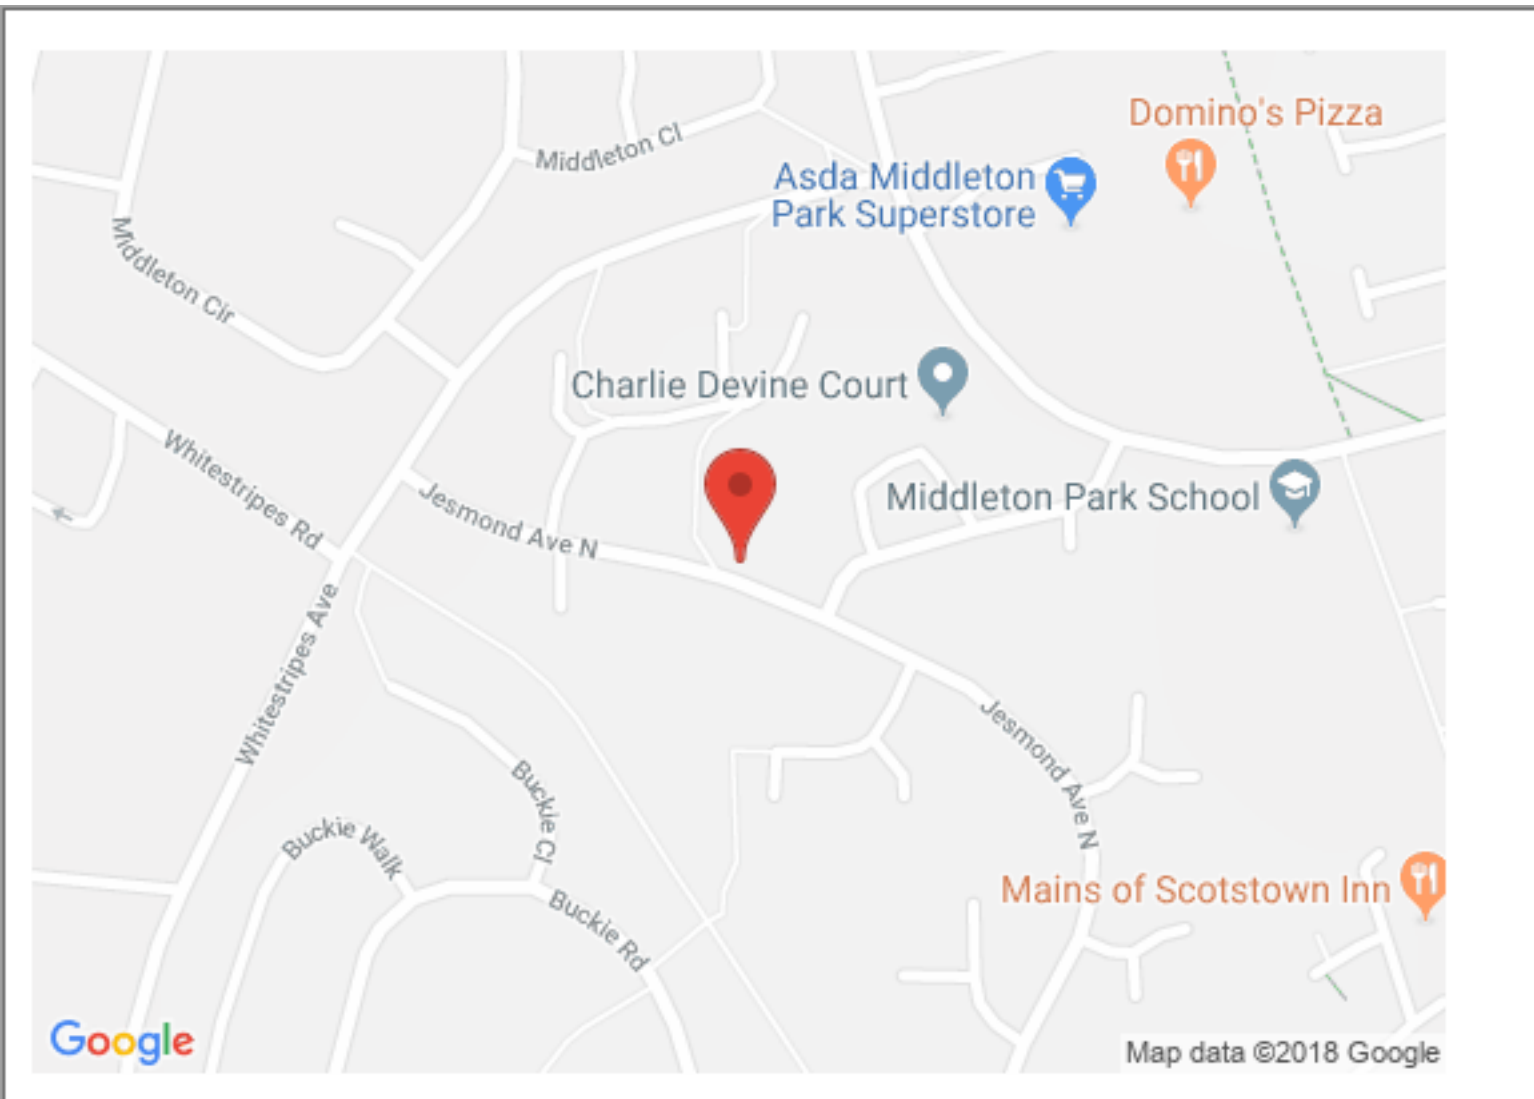 Domino's Pizza
Middleton Cl
Asda Middleton
Park Superstore
Middleton Cir
Charlie Devine Court
Whitestripes Rd
Jesmond Ave N
Middleton Park School
Whitestripes Ave
Jesmond Ave N
Buckie Cl
Buckie Walk
Mains of Scotstown Inn
Buckie Rd
Google
Map data ©2018 Google